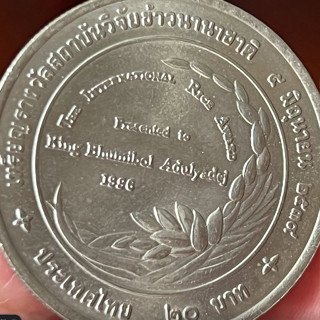 เหรียญรางวัลสถาบันวิจัยข้าวนานาชาติ ๕ มิถุนายน ๒๕๓๙
THE INTERNATIONAL RICE AWARD
Presented to
King Bhumibol Adulyadej
1996
ประเทศไทย ๒๐ บาท